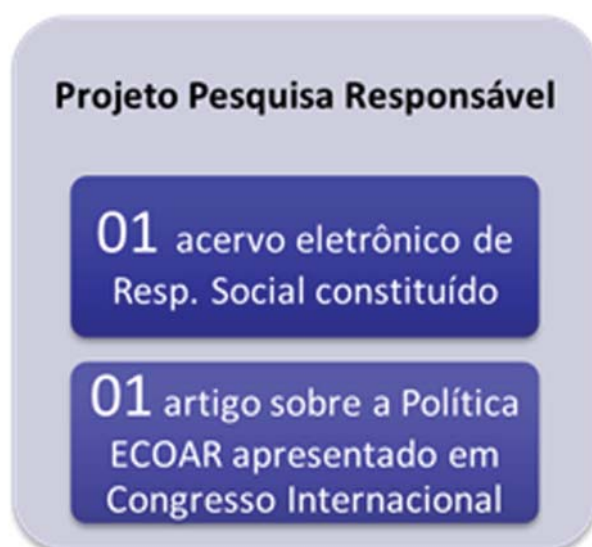 Projeto Pesquisa Responsável
01 acervo eletrônico de
Resp. Social constituído
01 artigo sobre a Política
ECOAR apresentado em
Congresso Internacional